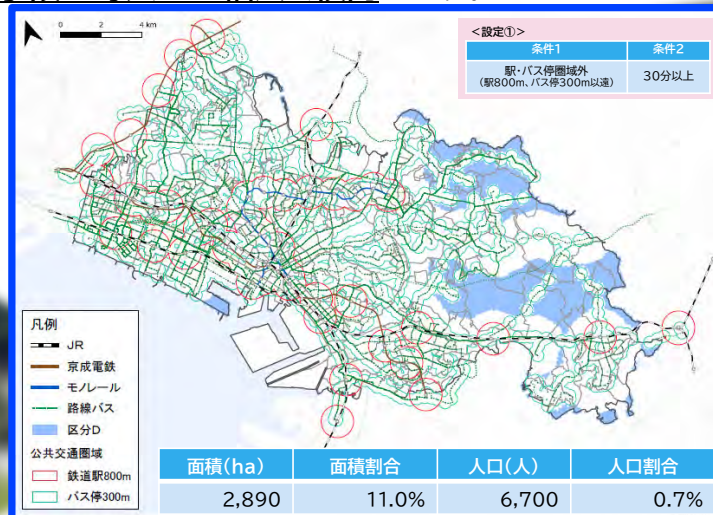 0 2 4 km
<設定①>
条件1 条件2
駅・バス停圏域外
(駅800m、バス停300m以遠)
30分以上
凡例
JR
京成電鉄
モノレール
路線バス
区分D
公共交通圏域
鉄道駅800m
バス停300m
面積(ha) 面積割合 人口(人) 人口割合
2,890 11.0% 6,700 0.7%